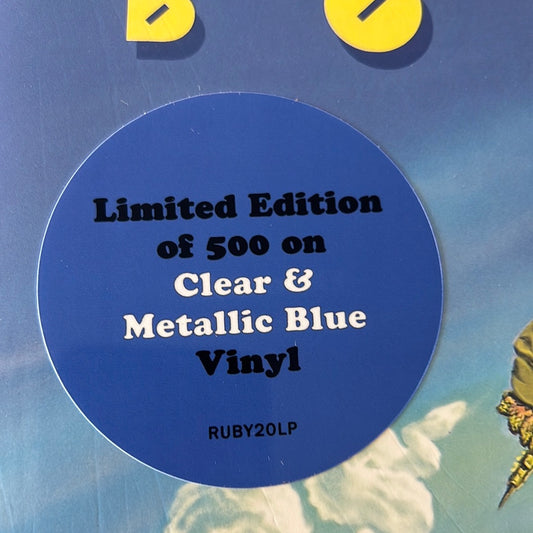 Limited Edition
of 500 on
Clear &
Metallic Blue
Vinyl
RUBY20LP